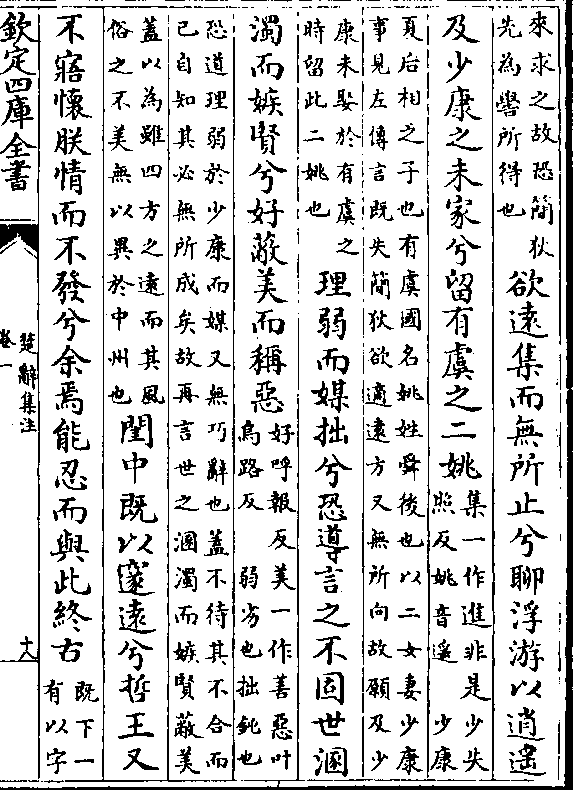 來求之故恐簡狄
先為嚳所得也
欲遠集而無所止兮聊浮游以逍遙
及少康之未家兮留有虞之二姚
集一作進非是少失
照反姚音遙　少康
夏后相之子也有虞國名姚姓舜後也以二女妻少康
事見左傳言既失簡狄欲適遠方又無所向故願及少
康未娶於有虞之
時留此二姚也
理弱而媒拙兮恐導言之不固世溷
濁而嫉賢兮好蔽美而稱惡
好呼報反美一作善惡叶
烏路反　弱劣也拙鈍也
恐道理弱於少康而媒又無巧辭也蓋不待其不合而
已自知其必無所成矣故再言世之溷濁而嫉賢蔽美
蓋以為雖四方之遠而其風
俗之不美無以異於中州也
閨中既以邃遠兮哲王又
不寤懷朕情而不發兮余焉能忍而與此終古
既下一
有以字
欽定四庫全書
楚辭集注
卷一
十八